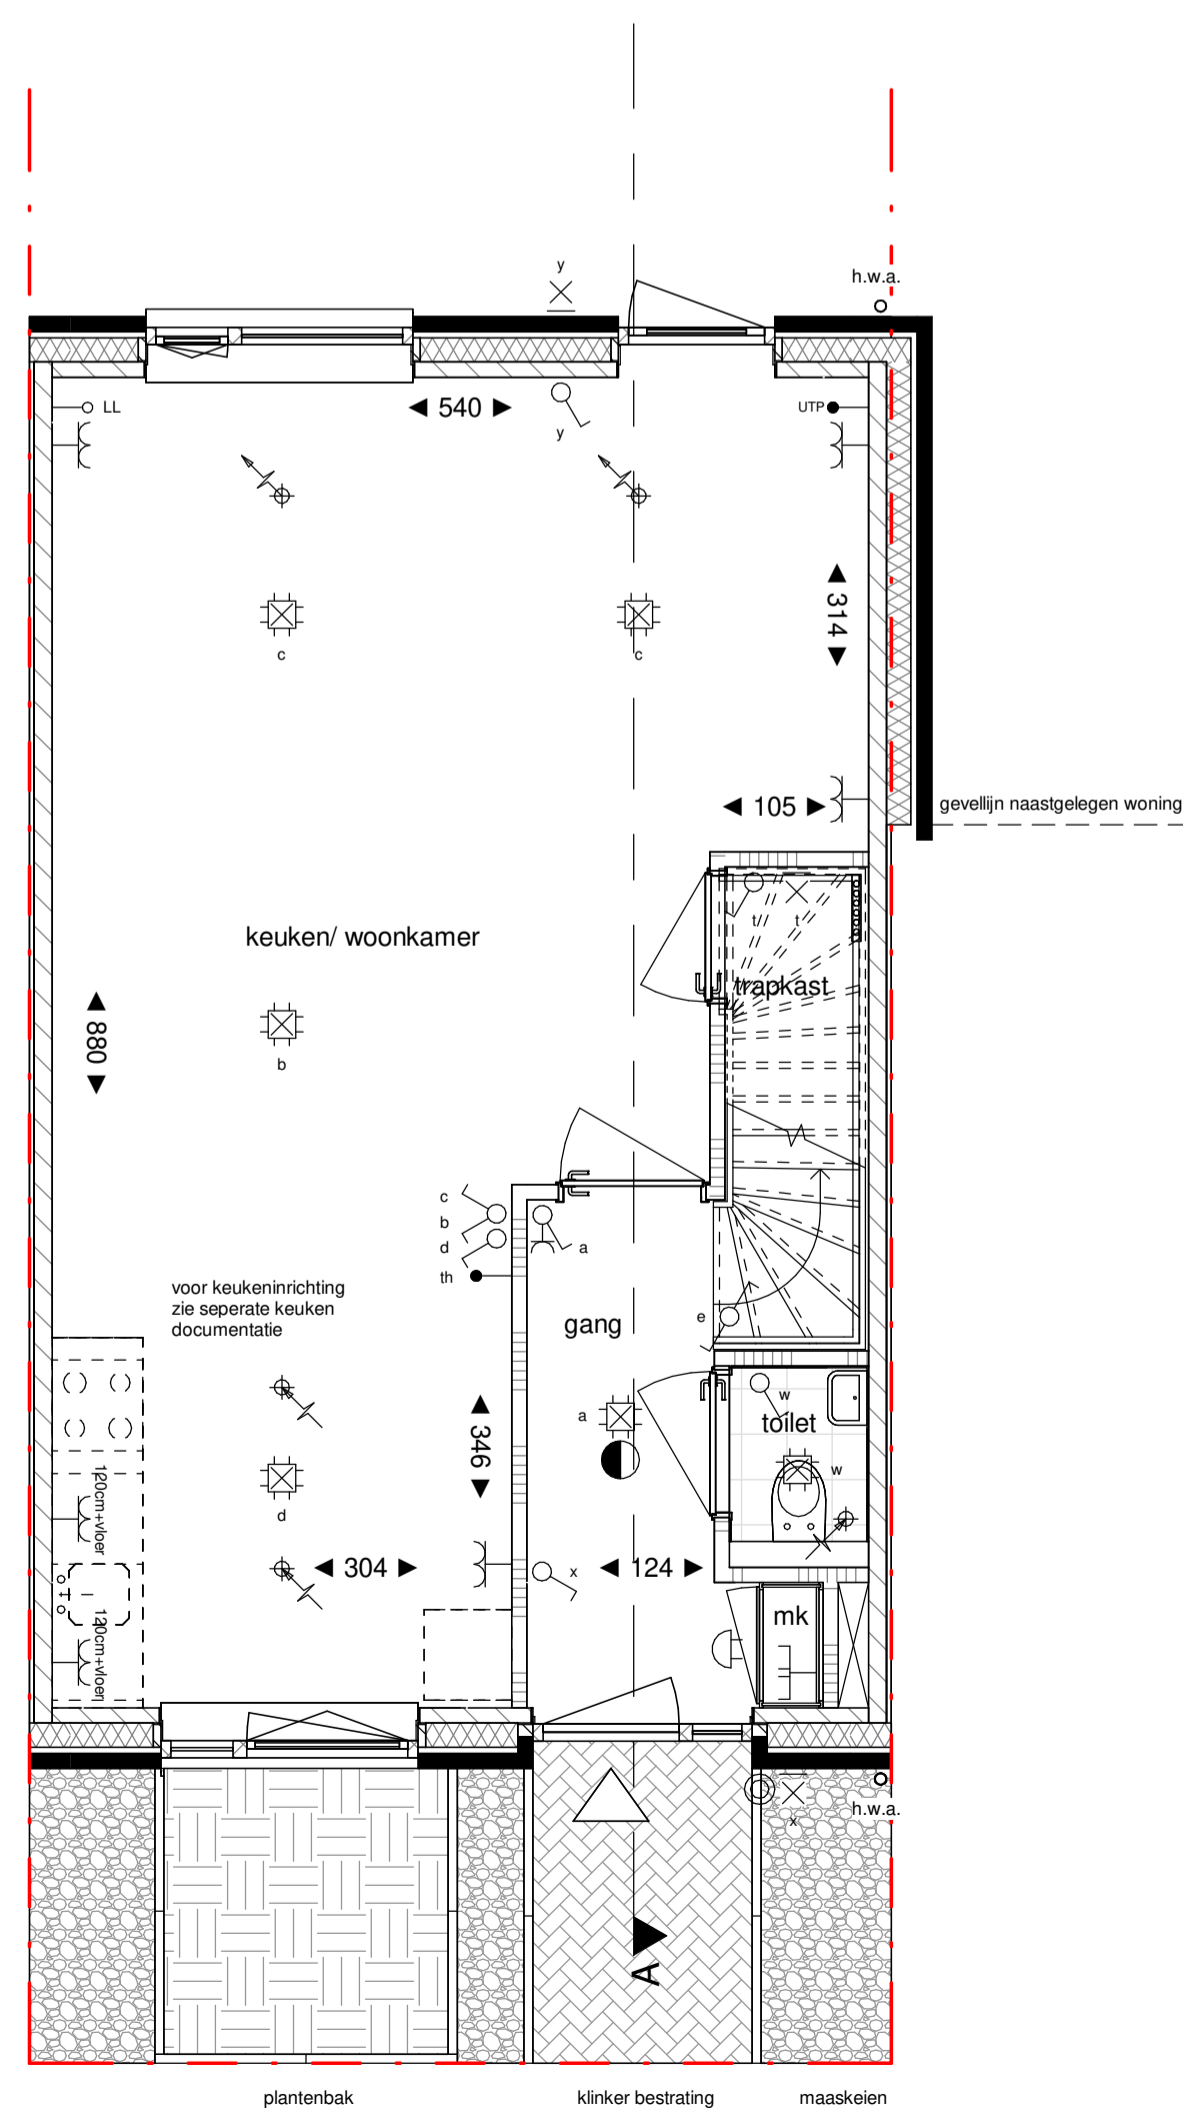 y
h.w.a.
LL
540
y
UTP
314
c
c
105
gevellijn naastgelegen woning
t
t
keuken/ woonkamer
trapkast
880
b
c
b
d
a
th
voor keukeninrichting
zie seperate keuken
documentatie
gang
e
w
a
toilet
346
w
120cm+vloer
d
304
x
124
mk
120cm+vloer
h.w.a.
x
A
plantenbak
klinker bestrating
maaskeien